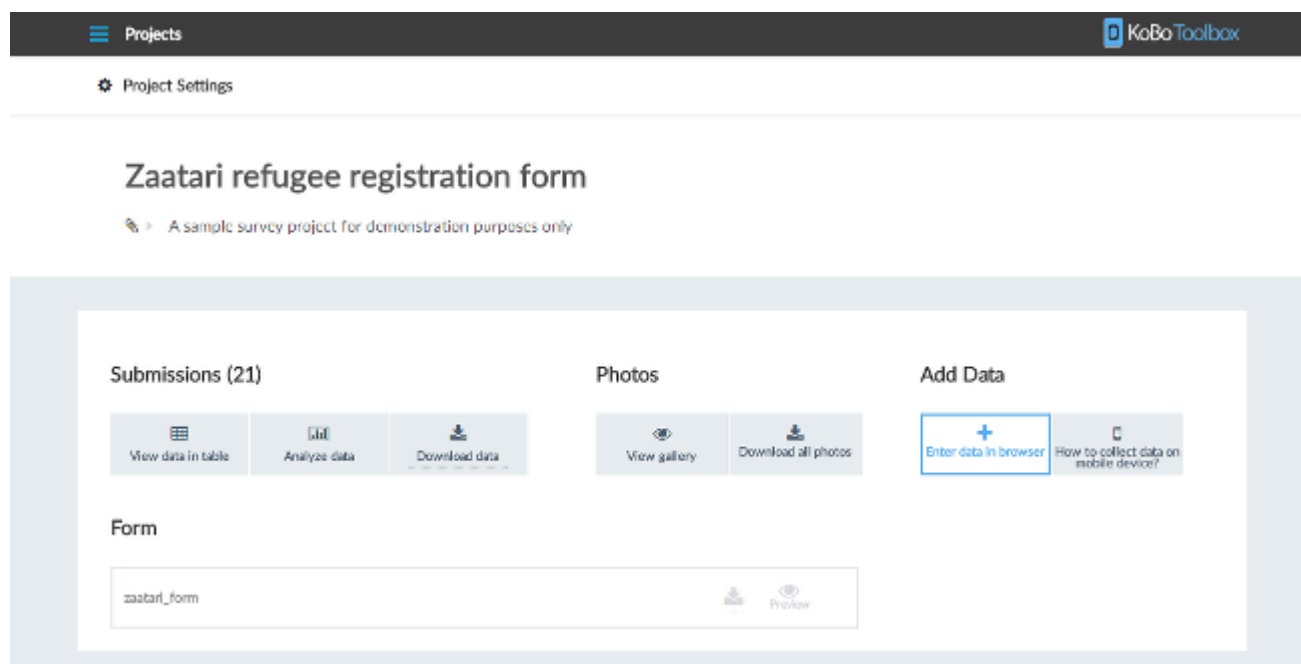 Projects
KoBoToolbox
Project Settings
Zaatari refugee registration form
A sample survey project for demonstration purposes only
Submissions (21)
Photos
Add Data
View data in table
Analyze data
Download data
View gallery
Download all photos
Enter data in browser
How to collect data on
mobile device?
Form
zaatari_form
Preview